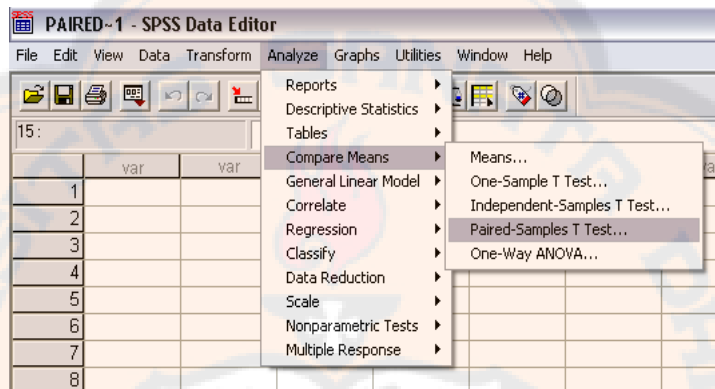 PAIRED~1 - SPSS Data Editor
File Edit View Data Transform Analyze Graphs Utilities Window Help
15:
var var
1
2
3
4
5
6
7
8
Reports
Descriptive Statistics
Tables
Compare Means
General Linear Model
Correlate
Regression
Classify
Data Reduction
Scale
Nonparametric Tests
Multiple Response
Means...
One-Sample T Test...
Independent-Samples T Test...
Paired-Samples T Test...
One-Way ANOVA...